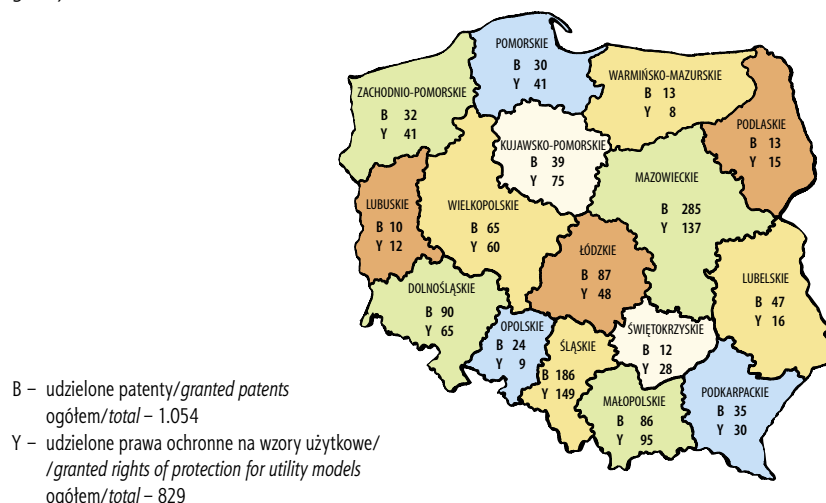 POMORSKIE
B 30
Y 41
WARMIŃSKO-MAZURSKIE
B 13
Y 8
ZACHODNIO-POMORSKIE
B 32
Y 41
PODLASKIE
B 13
Y 15
KUJAWSKO-POMORSKIE
B 39
Y 75
MAZOWIECKIE
B 285
Y 137
LUBUSKIE
B 10
Y 12
WIELKOPOLSKIE
B 65
Y 60
ŁÓDZKIE
B 87
Y 48
LUBELSKIE
B 47
Y 16
DOLNOŚLĄSKIE
B 90
Y 65
OPOLSKIE
B 24
Y 9
ŚLĄSKIE
B 186
Y 149
ŚWIĘTOKRZYSKIE
B 12
Y 28
MAŁOPOLSKIE
B 86
Y 95
PODKARPACKIE
B 35
Y 30
B – udzielone patenty/granted patents
ogółem/total – 1.054
Y – udzielone prawa ochronne na wzory użytkowe/
/granted rights of protection for utility models
ogółem/total – 829